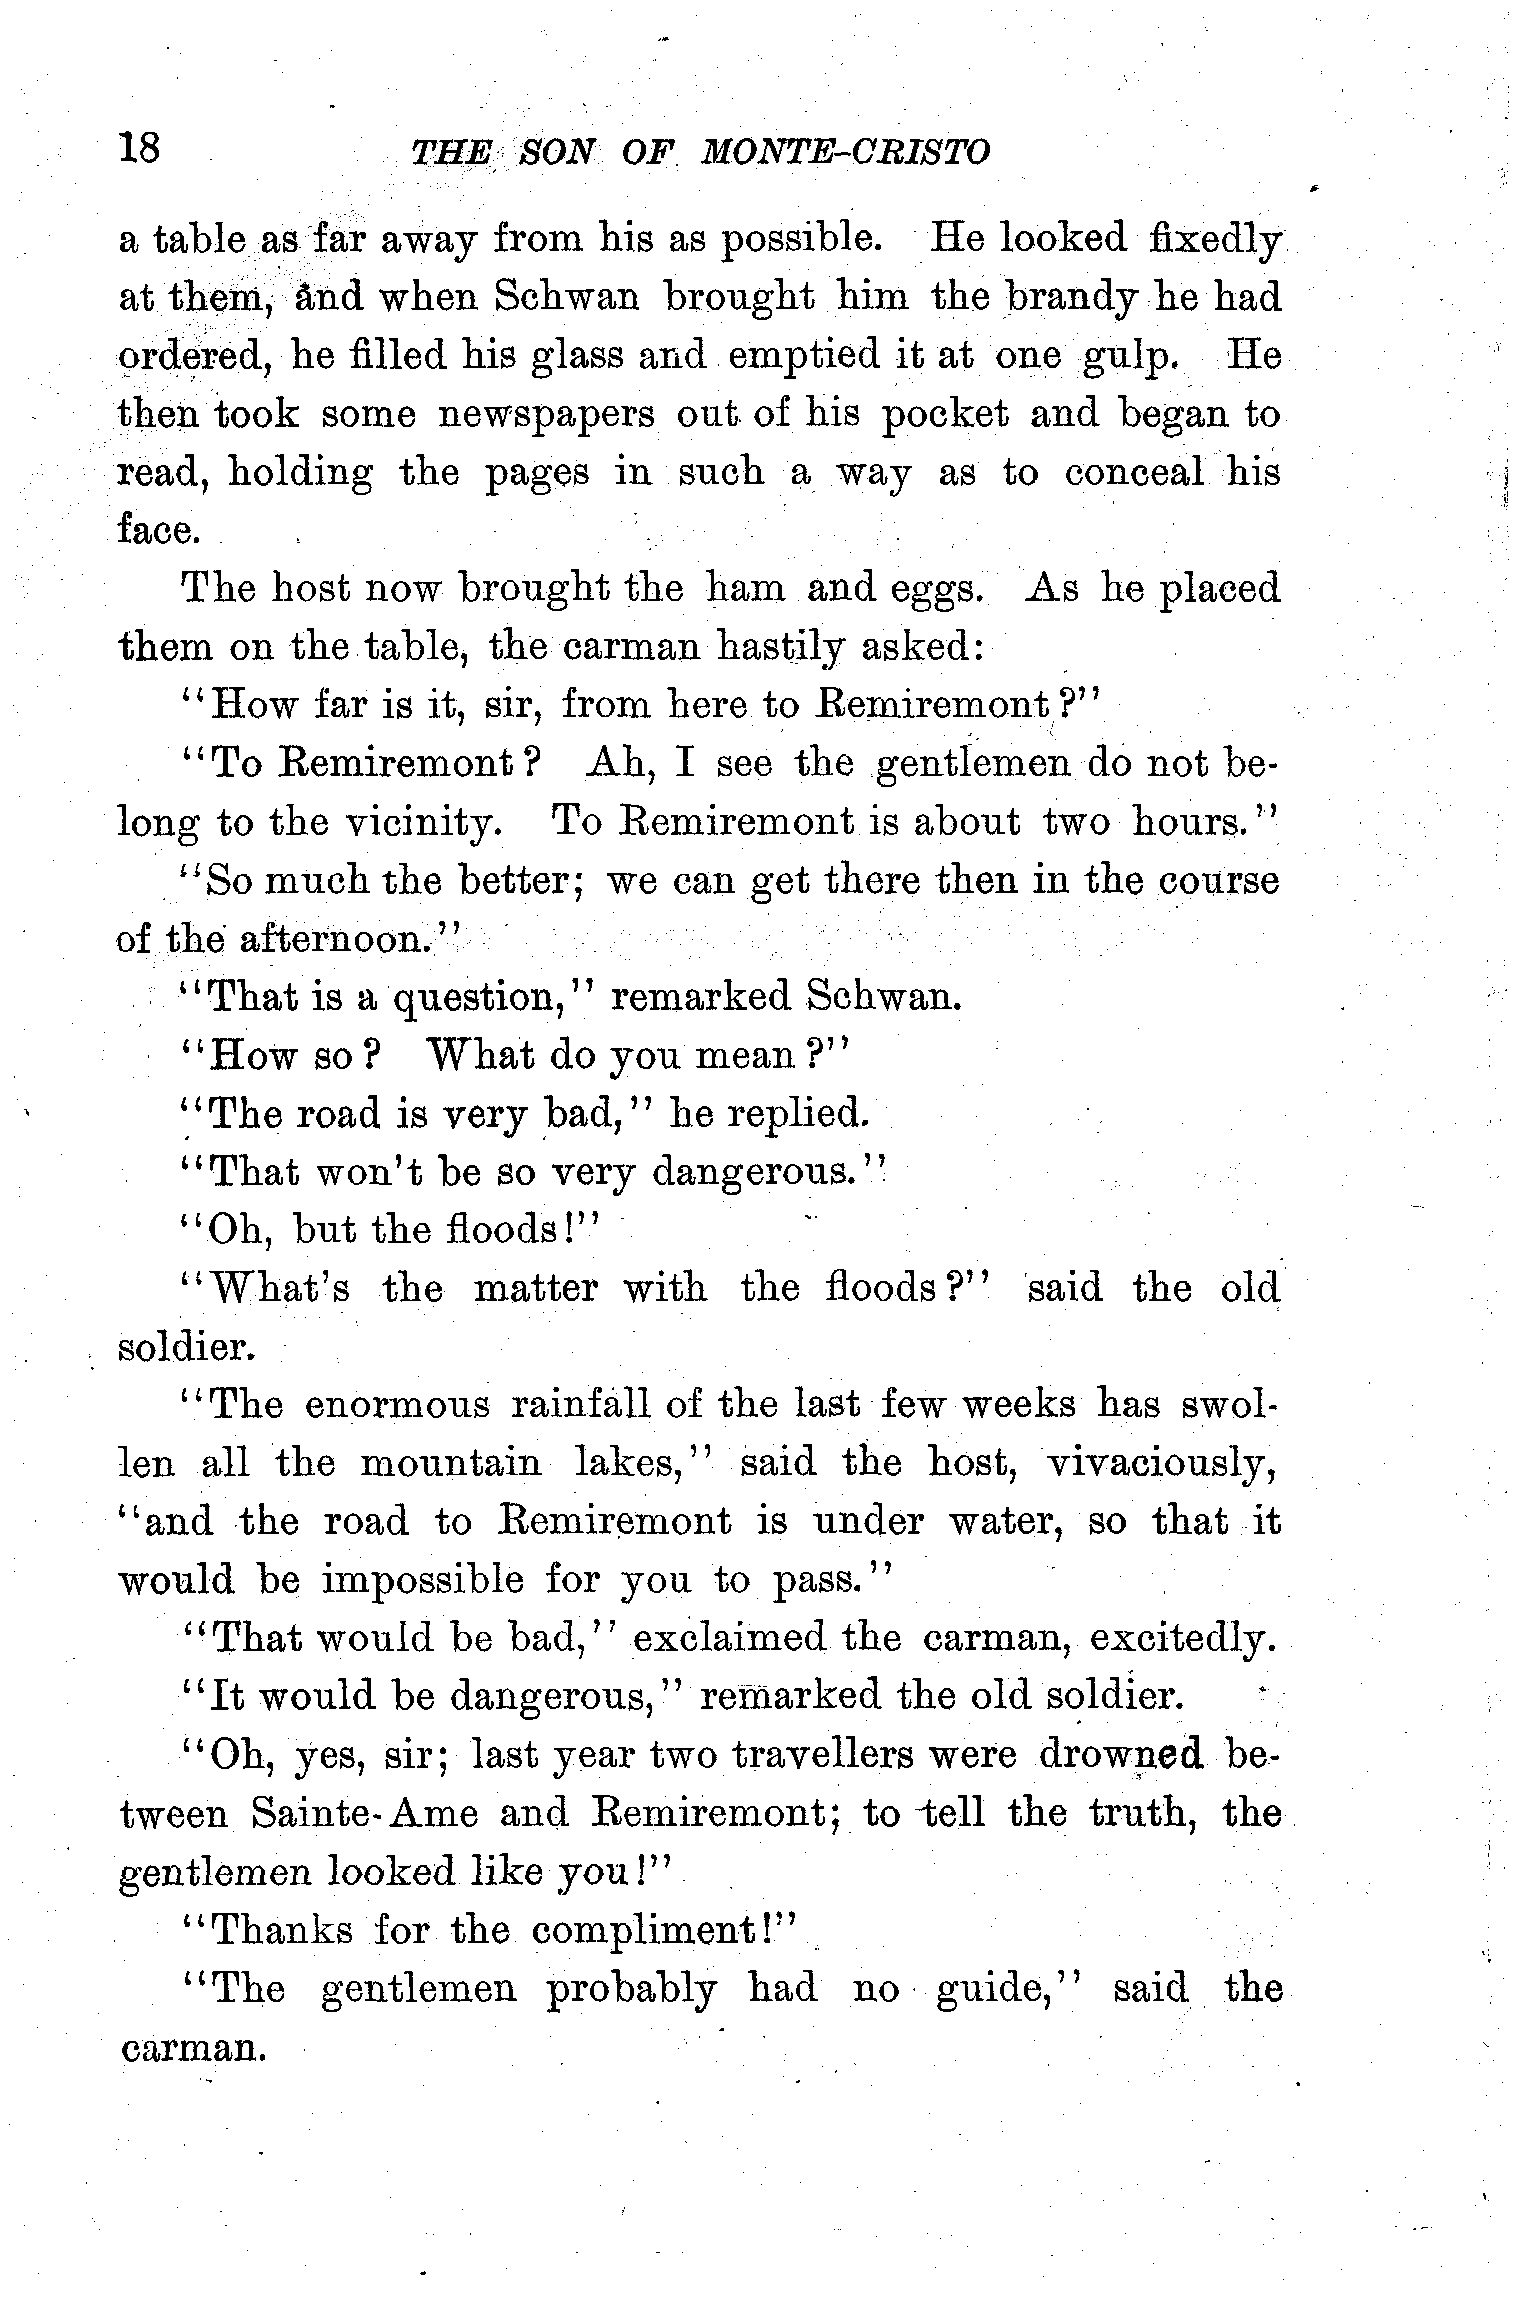 18 THE SON OF MONTE-CRISTO
a table as far away from his as possible. He looked fixedly
at them, and when Schwan brought him the brandy he had
ordered, he filled his glass and emptied it at one gulp. He
then took some newspapers out of his pocket and began to
read, holding the pages in such a way as to conceal his
face.
The host now brought the ham and eggs. As he placed
them on the table, the carman hastily asked:
"How far is it, sir, from here to Remiremont?"
"To Remiremont? Ah, I see the gentlemen do not be-
long to the vicinity. To Remiremont is about two hours."
"So much the better; we can get there then in the course
of the afternoon."
"That is a question," remarked Schwan.
"How so? What do you mean?"
"The road is very bad," he replied.
"That won't be so very dangerous."
"Oh, but the floods!"
"What's the matter with the floods?" said the old
soldier.
"The enormous rainfall of the last few weeks has swol-
len all the mountain lakes," said the host, vivaciously,
"and the road to Remiremont is under water, so that it
would be impossible for you to pass."
"That would be bad," exclaimed the carman, excitedly.
"It would be dangerous," remarked the old soldier.
"Oh, yes, sir; last year two travellers were drowned be-
tween Sainte-Ame and Remiremont; to tell the truth, the
gentlemen looked like you!"
"Thanks for the compliment!"
"The gentlemen probably had no guide," said the
carman.